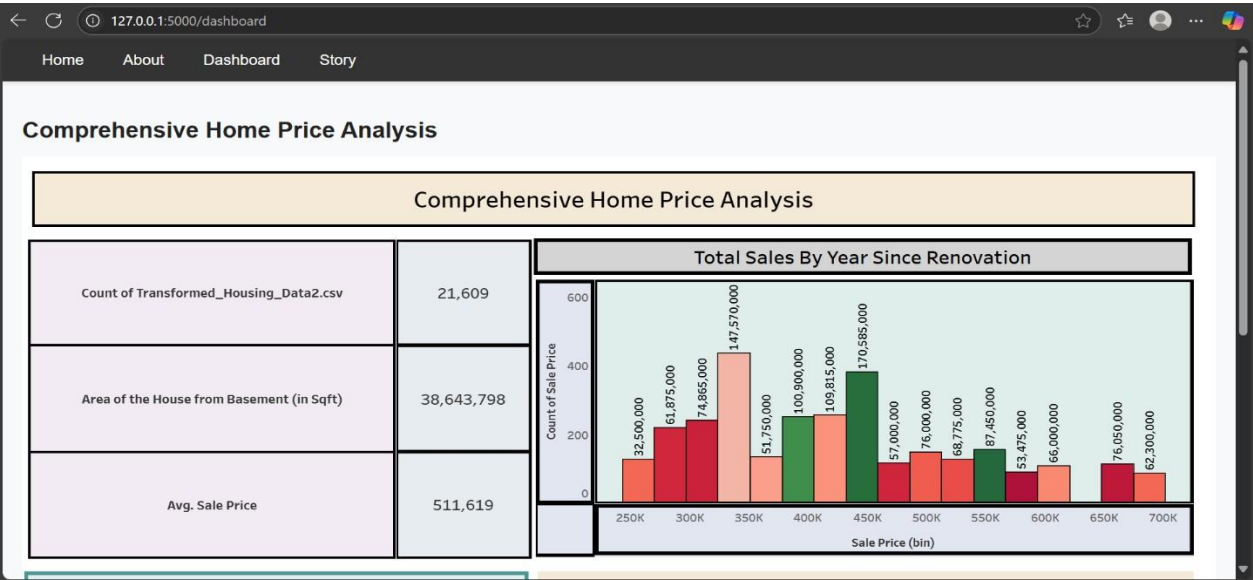 127.0.0.1:5000/dashboard
Home About Dashboard Story
Comprehensive Home Price Analysis
Comprehensive Home Price Analysis
Count of Transformed_Housing_Data2.csv 21,609
Area of the House from Basement (in Sqft) 38,643,798
Avg. Sale Price 511,619
Total Sales By Year Since Renovation
Count of Sale Price
600
400
200
0
32,500,000
61,875,000
74,865,000
147,570,000
51,750,000
100,900,000
109,815,000
170,585,000
57,000,000
76,000,000
68,775,000
87,450,000
53,475,000
66,000,000
76,050,000
62,300,000
250K 300K 350K 400K 450K 500K 550K 600K 650K 700K
Sale Price (bin)